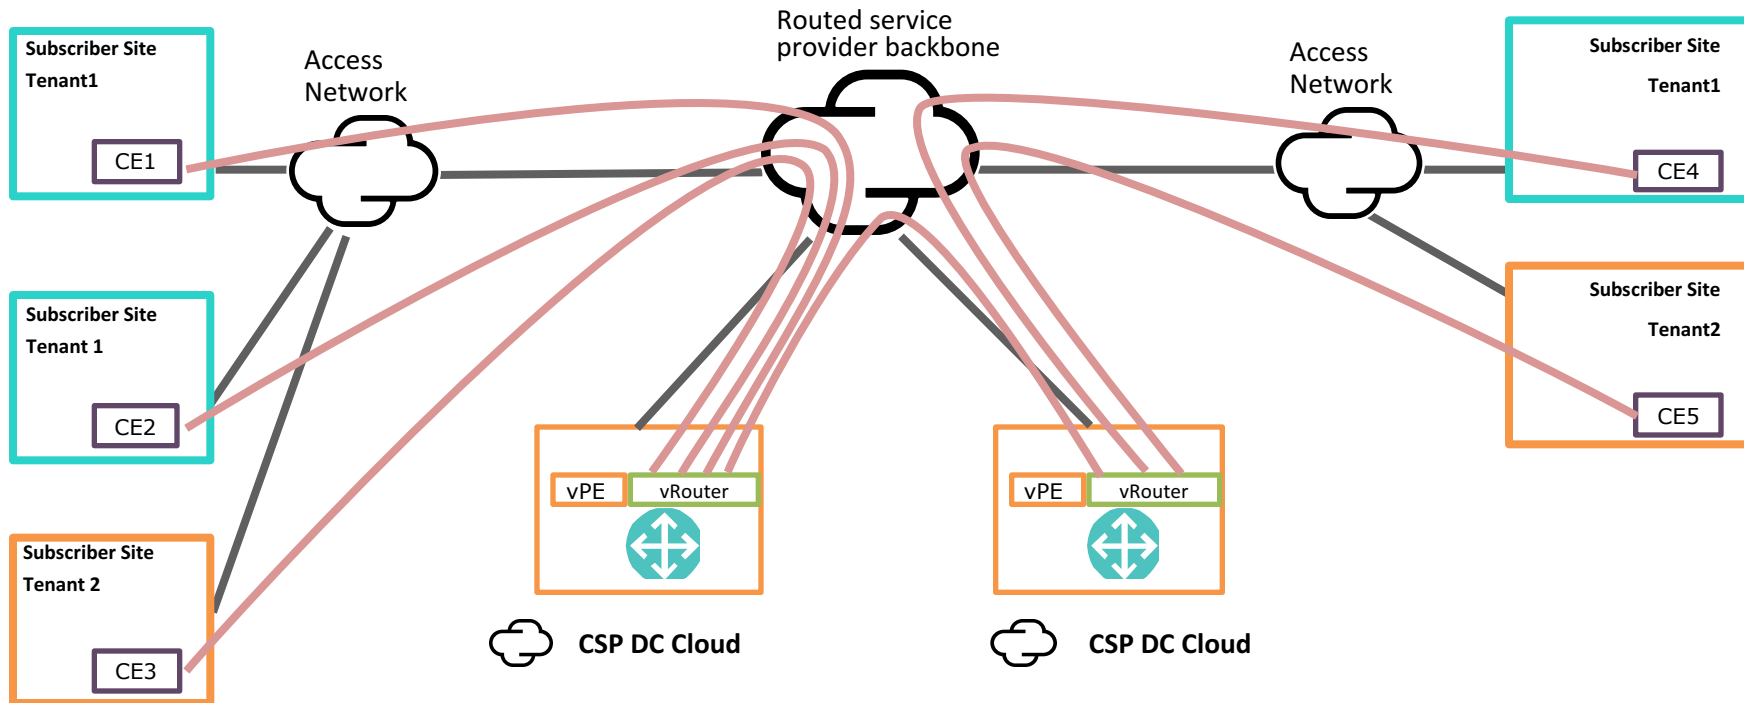 Routed service
provider backbone
Subscriber Site
Tenant1
CE1
Access
Network
Access
Network
Subscriber Site
Tenant1
CE4
Subscriber Site
Tenant 1
CE2
Subscriber Site
Tenant2
CE5
vPE
vRouter
vPE
vRouter
Subscriber Site
Tenant 2
CE3
CSP DC Cloud
CSP DC Cloud